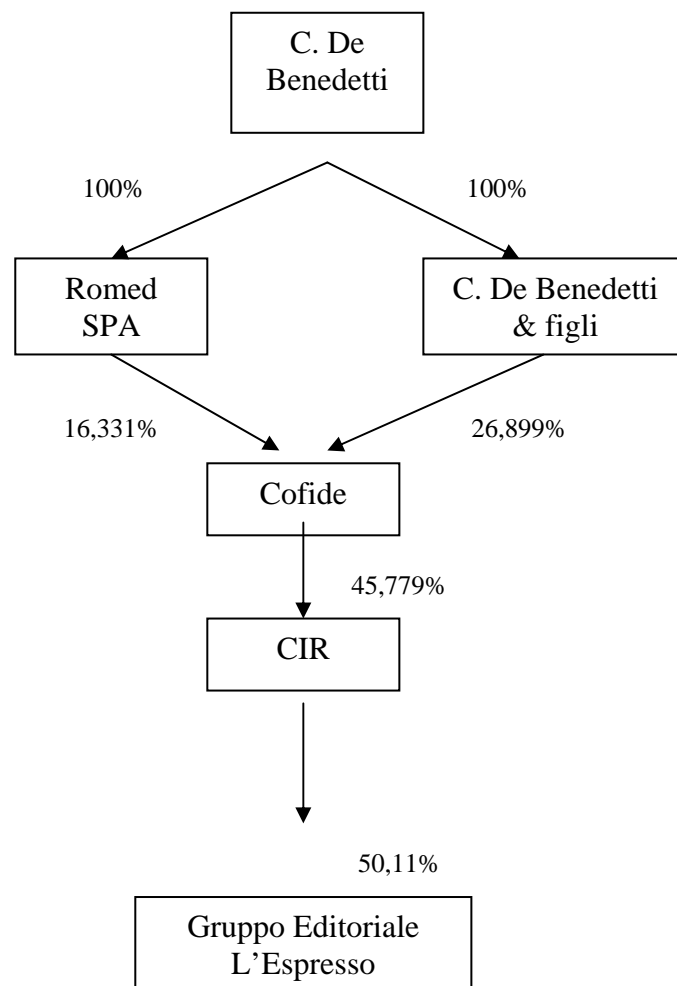 C. De
Benedetti
100%
100%
Romed
SPA
C. De Benedetti
& figli
16,331%
26,899%
Cofide
45,779%
CIR
50,11%
Gruppo Editoriale
L’Espresso